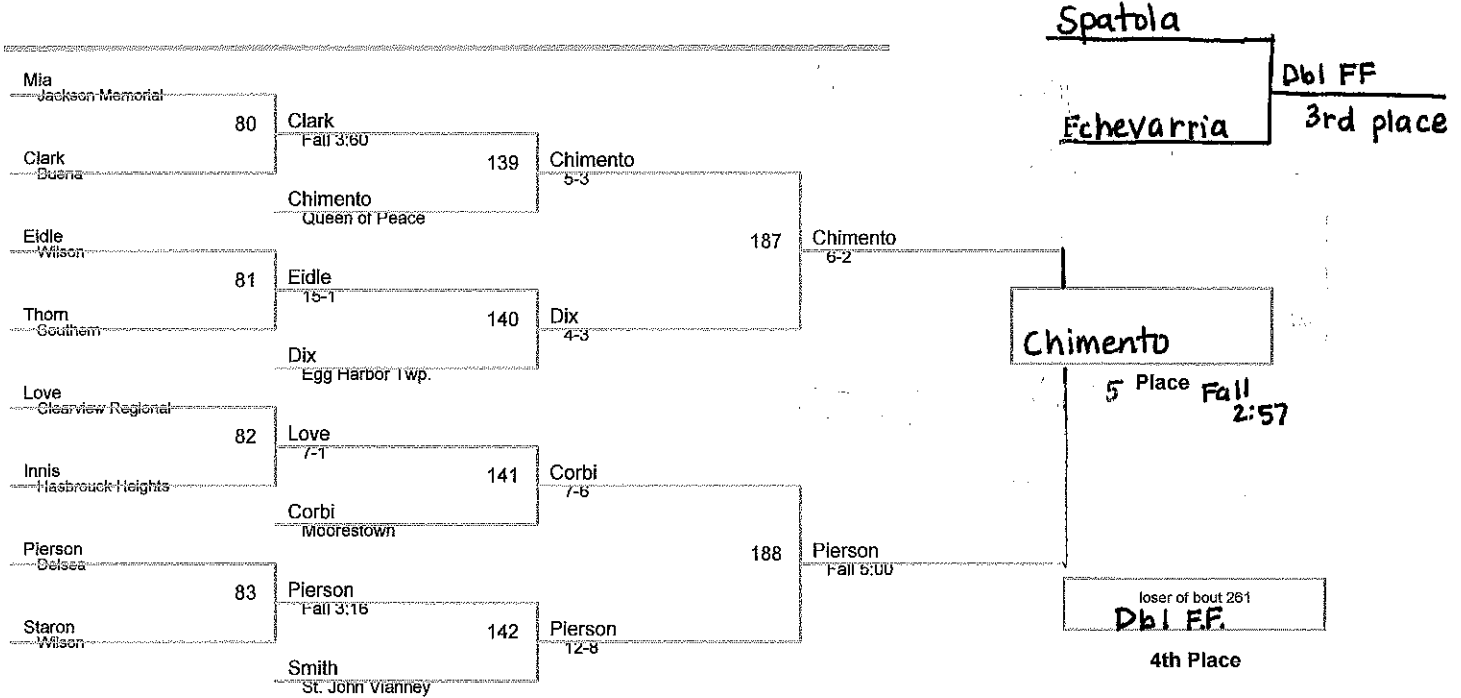 Spatola
Dbl FF
Echevarria
3rd place
Mia
Jackson Memorial
80
Clark
Fall 3:60
Clark
Buena
139
Chimento
5-3
Chimento
Queen of Peace
Eidle
Wilson
187
Chimento
6-2
81
Eidle
15-1
Thorn
Southern
140
Dix
4-3
Dix
Egg Harbor Twp.
Chimento
5 Place Fall
2:57
Love
Clearview Regional
82
Love
7-1
Innis
Hasbrouck Heights
141
Corbi
7-6
Corbi
Moorestown
Pierson
Delsea
188
Pierson
Fall 5:00
83
Pierson
Fall 3:16
Staron
Wilson
142
Pierson
12-8
Smith
St. John Vianney
loser of bout 261
Dbl F.F.
4th Place